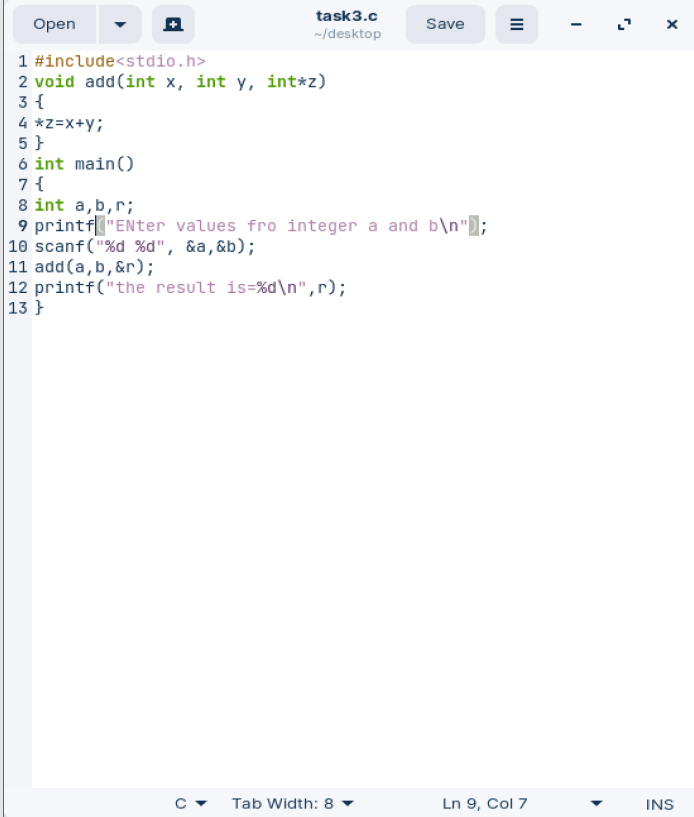 Open
task3.c
~/desktop
Save
1 #include<stdio.h>
2 void add(int x, int y, int*z)
3 {
4 *z=x+y;
5 }
6 int main()
7 {
8 int a,b,r;
9 printf("ENter values fro integer a and b\n");
10 scanf("%d %d", &a,&b);
11 add(a,b,&r);
12 printf("the result is=%d\n",r);
13 }
C Tab Width: 8 Ln 9, Col 7 INS